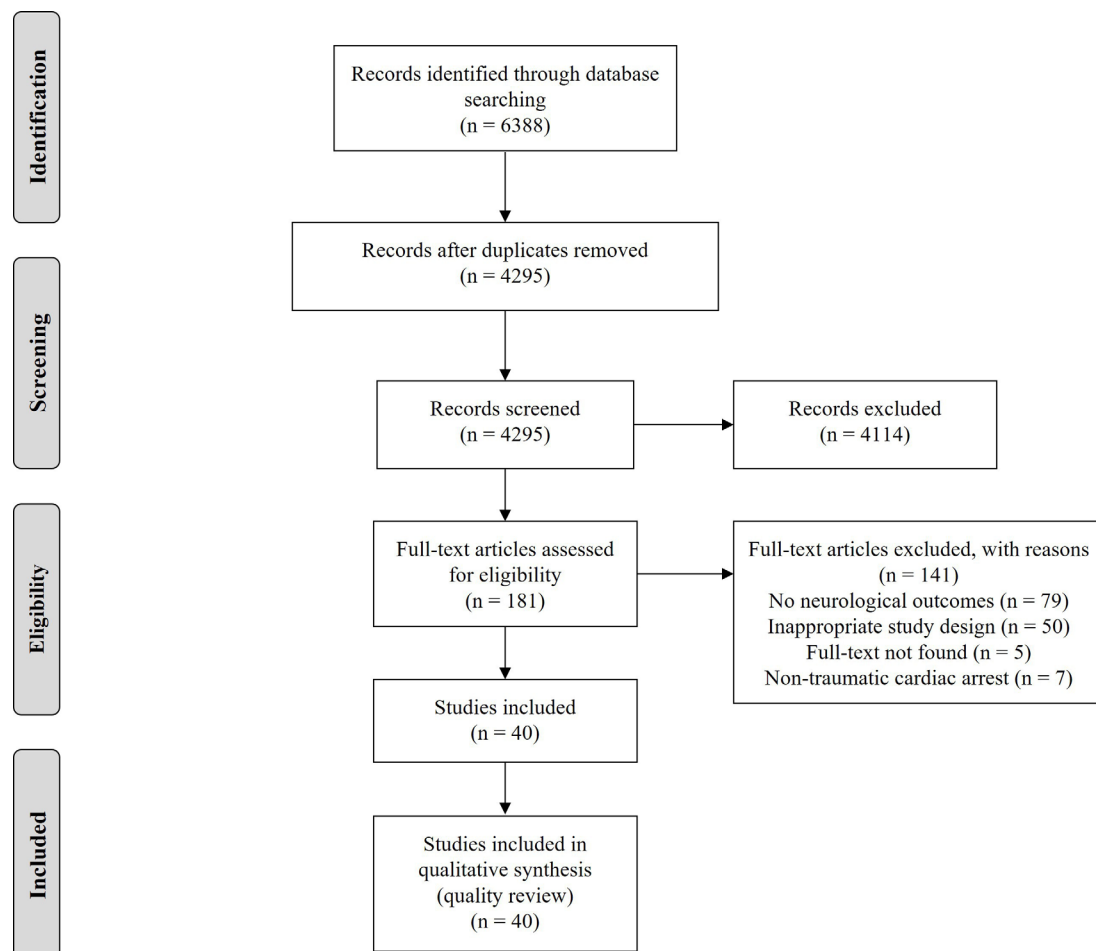 Identification
Records identified through database
searching
(n = 6388)
Records after duplicates removed
(n = 4295)
Screening
Records screened
(n = 4295)
Records excluded
(n = 4114)
Eligibility
Full-text articles assessed
for eligibility
(n = 181)
Full-text articles excluded, with reasons
(n = 141)
No neurological outcomes (n = 79)
Inappropriate study design (n = 50)
Full-text not found (n = 5)
Non-traumatic cardiac arrest (n = 7)
Studies included
(n = 40)
Included
Studies included in
qualitative synthesis
(quality review)
(n = 40)